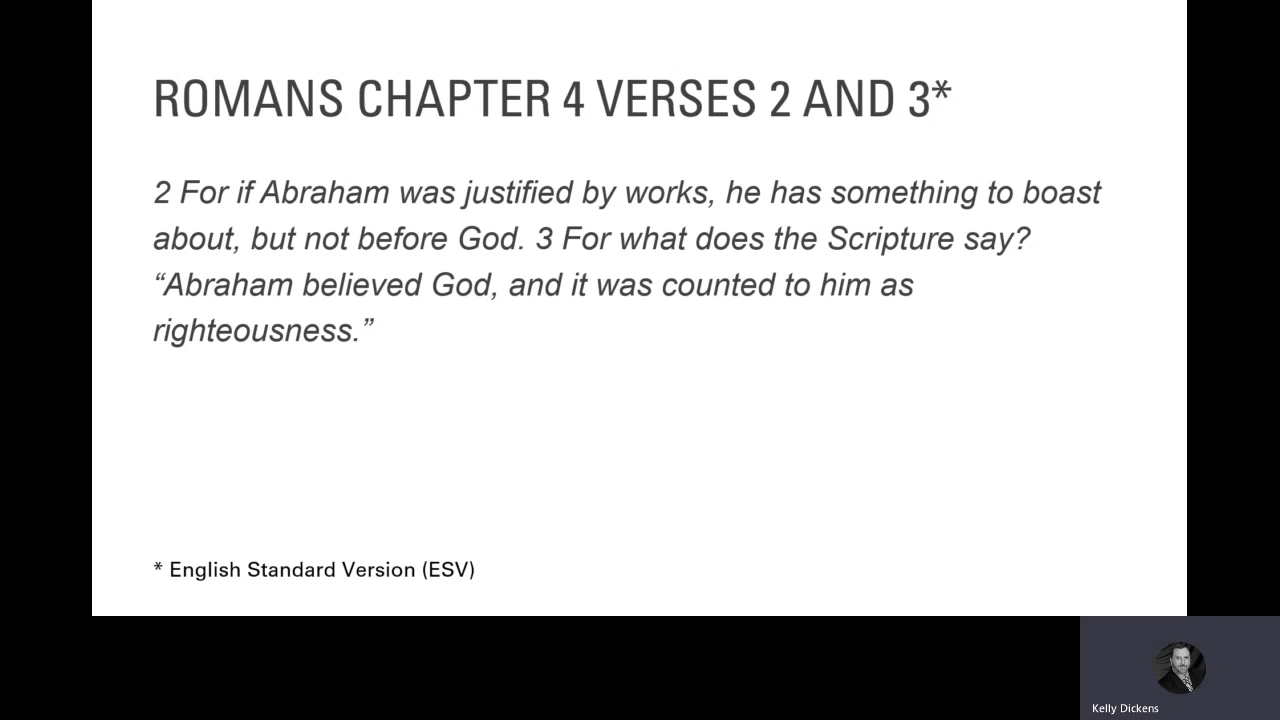 ROMANS CHAPTER 4 VERSES 2 AND 3*
2 For if Abraham was justified by works, he has something to boast
about, but not before God. 3 For what does the Scripture say?
“Abraham believed God, and it was counted to him as
righteousness.”
* English Standard Version (ESV)
Kelly Dickens